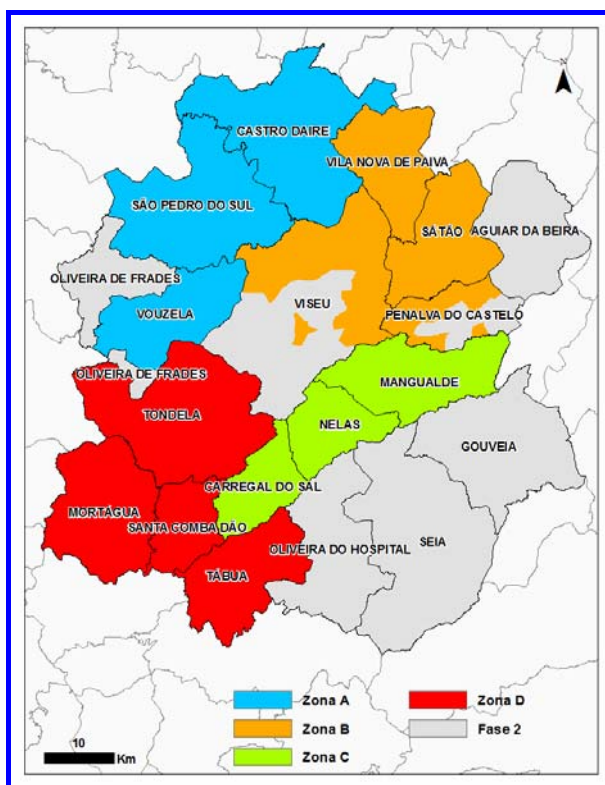 CASTRO DAIRE
VILA NOVA DE PAIVA
SÃO PEDRO DO SUL
SATÃO
AGUIAR DA BEIRA
OLIVEIRA DE FRADES
VISEU
VOUZELA
PENALVA DO CASTELO
OLIVEIRA DE FRADES
MANGUALDE
TONDELA
NELAS
GOUVEIA
CARREGAL DO SAL
MORTÁGUA
SANTA COMBA DÃO
OLIVEIRA DO HOSPITAL
SEIA
TÁBUA
Zona A
Zona D
Zona B
Fase 2
Zona C
10
Km